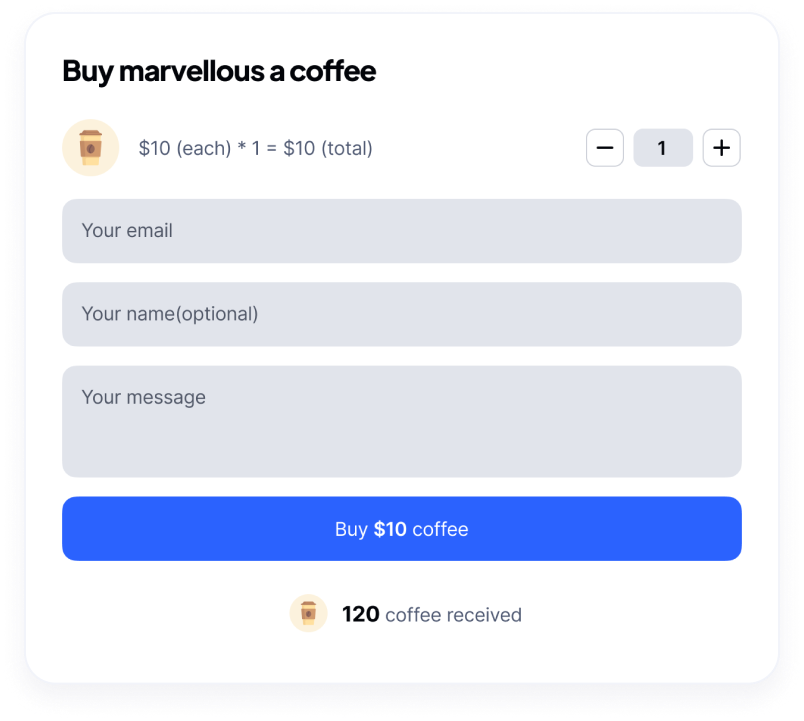 Buy marvellous a coffee
$10 (each) * 1 = $10 (total) − 1 +
Your email
Your name(optional)
Your message
Buy $10 coffee
120 coffee received